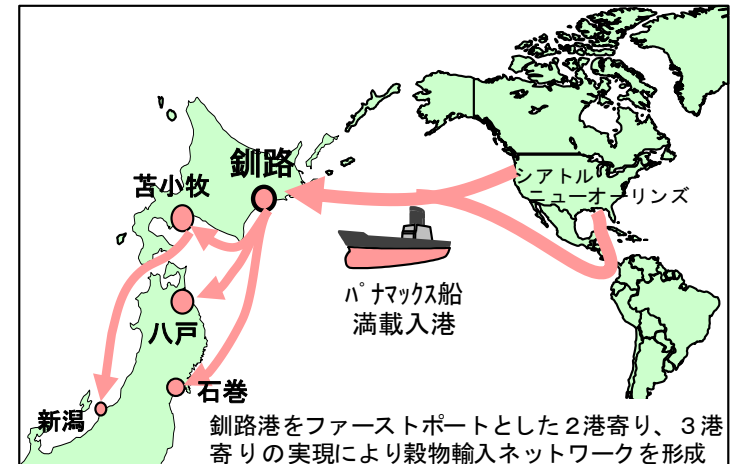 釧路
苫小牧
シアトル
ニューオーリンズ
ﾊﾟﾅﾏｯｸｽ船
満載入港
八戸
石巻
新潟
釧路港をファーストポートとした２港寄り、３港
寄りの実現により穀物輸入ネットワークを形成